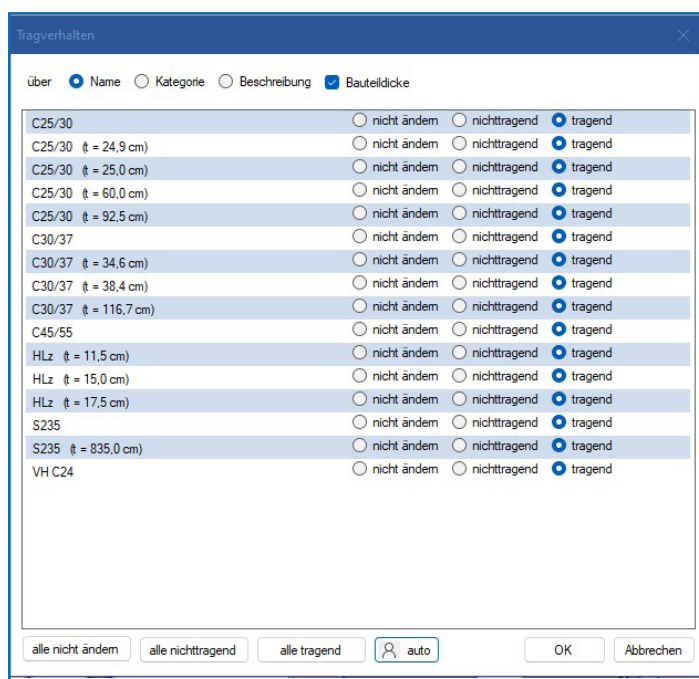 Tragverhalten
über Name Kategorie Beschreibung Bauteildicke
C25/30 nicht ändern nichttragend tragend
C25/30 (t = 24,9 cm) nicht ändern nichttragend tragend
C25/30 (t = 25,0 cm) nicht ändern nichttragend tragend
C25/30 (t = 60,0 cm) nicht ändern nichttragend tragend
C25/30 (t = 92,5 cm) nicht ändern nichttragend tragend
C30/37 nicht ändern nichttragend tragend
C30/37 (t = 34,6 cm) nicht ändern nichttragend tragend
C30/37 (t = 38,4 cm) nicht ändern nichttragend tragend
C30/37 (t = 116,7 cm) nicht ändern nichttragend tragend
C45/55 nicht ändern nichttragend tragend
HLz (t = 11,5 cm) nicht ändern nichttragend tragend
HLz (t = 15,0 cm) nicht ändern nichttragend tragend
HLz (t = 17,5 cm) nicht ändern nichttragend tragend
S235 nicht ändern nichttragend tragend
S235 (t = 835,0 cm) nicht ändern nichttragend tragend
VH C24 nicht ändern nichttragend tragend
alle nicht ändern alle nichttragend alle tragend auto OK Abbrechen